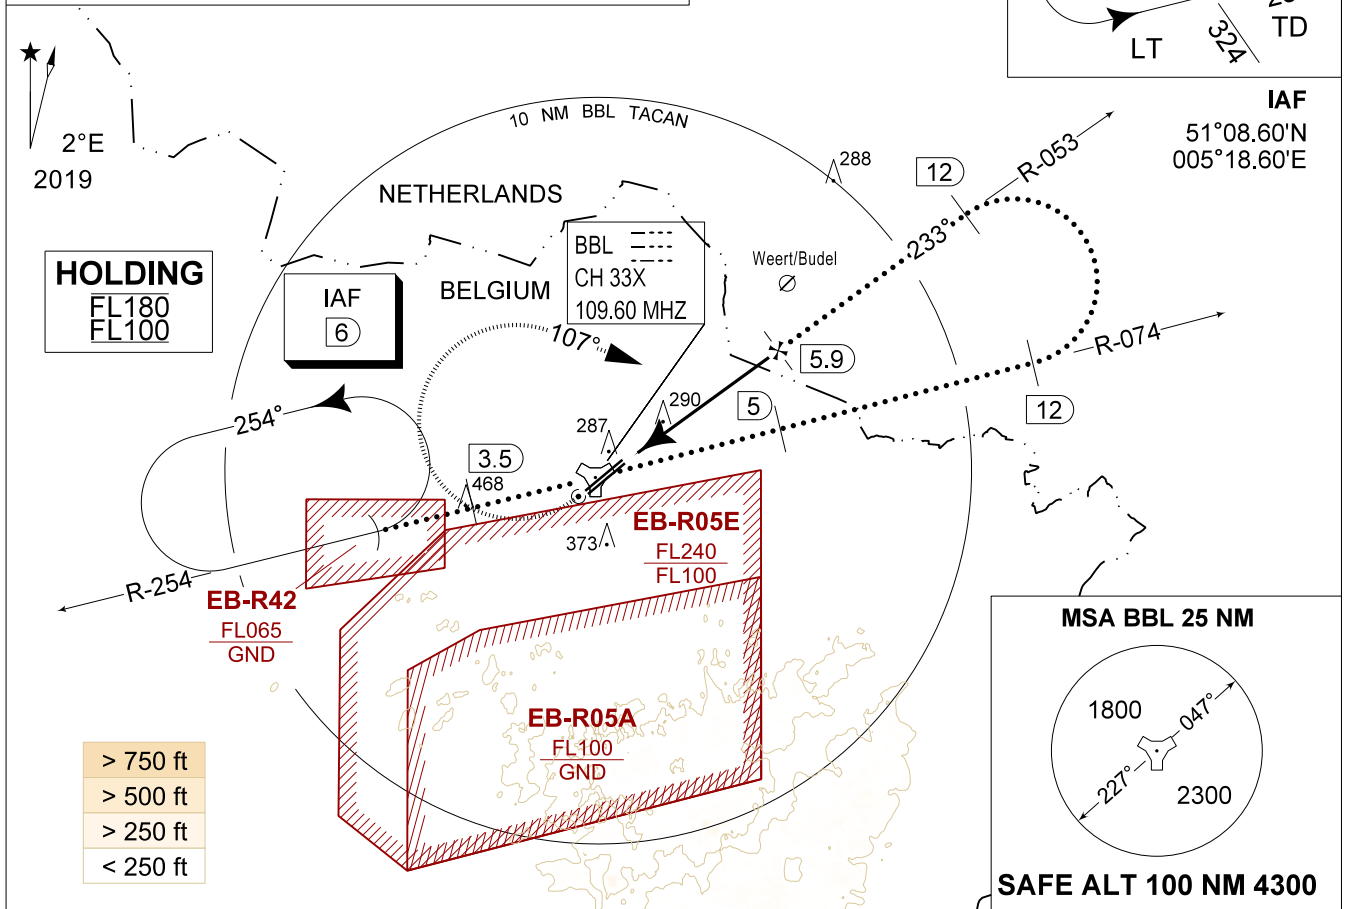 TD
LT
324
IAF
51°08.60'N
005°18.60'E
2°E
2019
10 NM BBL TACAN
288
12
R-053
NETHERLANDS
233°
BBL
CH 33X
109.60 MHZ
Weert/Budel
HOLDING
FL180
FL100
IAF
6
BELGIUM
107°
5.9
R-074
12
5
290
287
254°
3.5
468
EB-R05E
FL240
FL100
373
R-254
EB-R42
FL065
GND
EB-R05A
FL100
GND
> 750 ft
> 500 ft
> 250 ft
< 250 ft
MSA BBL 25 NM
1800
047°
227°
2300
SAFE ALT 100 NM 4300